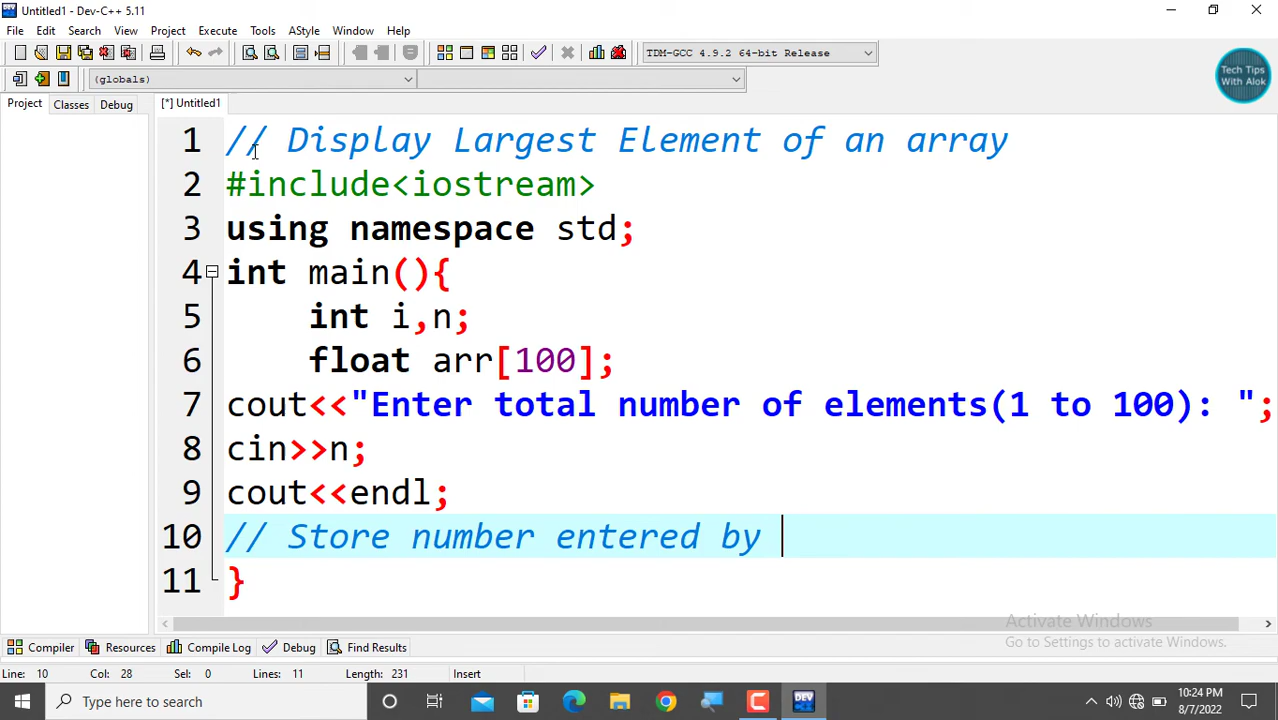 Untitled1 - Dev-C++ 5.11
File Edit Search View Project Execute Tools AStyle Window Help
TDM-GCC 4.9.2 64-bit Release
(globals)
Tech Tips
With Alok
Project Classes Debug
[*] Untitled1
1 // Display Largest Element of an array
2 #include<iostream>
3 using namespace std;
4 int main(){
5 int i,n;
6 float arr[100];
7 cout<<"Enter total number of elements(1 to 100): ";
8 cin>>n;
9 cout<<endl;
10 // Store number entered by
11 }
Activate Windows
Go to Settings to activate Windows.
Compiler Resources Compile Log Debug Find Results
Line: 10 Col: 28 Sel: 0 Lines: 11 Length: 231 Insert
Type here to search
DEV
10:24 PM
8/7/2022